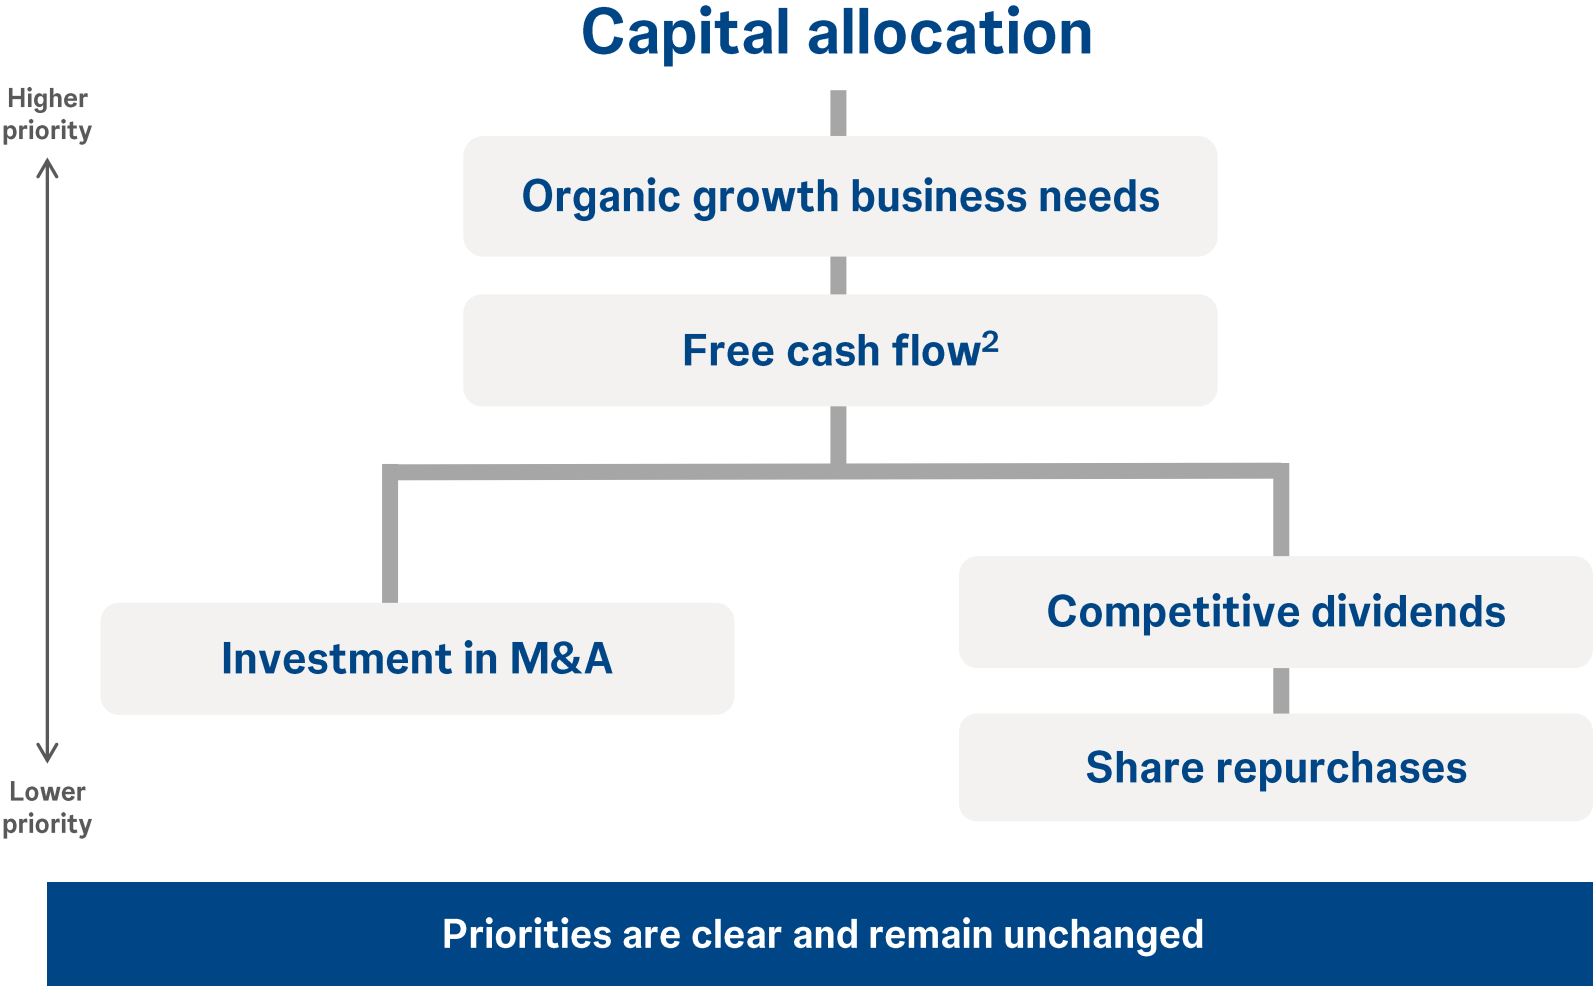 Capital allocation
Higher
priority
Organic growth business needs
Free cash flow²
Investment in M&A
Competitive dividends
Share repurchases
Lower
priority
Priorities are clear and remain unchanged